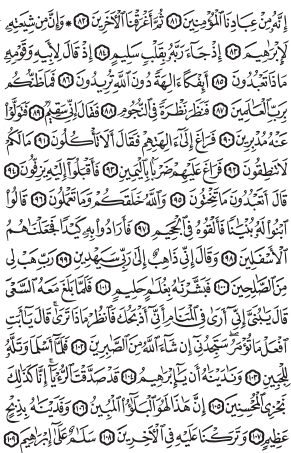 إِنَّهُۥ مِنْ عِبَادِنَا ٱلْمُؤْمِنِينَ ٨١ ثُمَّ أَغْرَقْنَا ٱلْءَاخَرِينَ ٨٢ ۞ وَإِنَّ مِن شِيعَتِهِۦ
لَإِبْرَٰهِيمَ ٨٣ إِذْ جَآءَ رَبَّهُۥ بِقَلْبٍ سَلِيمٍ ٨٤ إِذْ قَالَ لِأَبِيهِ وَقَوْمِهِۦ
مَاذَا تَعْبُدُونَ ٨٥ أَئِفْكًا ءَالِهَةً دُونَ ٱللَّهِ تُرِيدُونَ ٨٦ فَمَا ظَنُّكُم
بِرَبِّ ٱلْعَٰلَمِينَ ٨٧ فَنَظَرَ نَظْرَةً فِى ٱلنُّجُومِ ٨٨ فَقَالَ إِنِّى سَقِيمٌ ٨٩ فَتَوَلَّوْا۟
عَنْهُ مُدْبِرِينَ ٩٠ فَرَاغَ إِلَىٰٓ ءَالِهَتِهِمْ فَقَالَ أَلَا تَأْكُلُونَ ٩١ مَا لَكُمْ
لَا تَنطِقُونَ ٩٢ فَرَاغَ عَلَيْهِمْ ضَرْبًۢا بِٱلْيَمِينِ ٩٣ فَأَقْبَلُوٓا۟ إِلَيْهِ يَزِفُّونَ ٩٤
قَالَ أَتَعْبُدُونَ مَا تَنْحِتُونَ ٩٥ وَٱللَّهُ خَلَقَكُمْ وَمَا تَعْمَلُونَ ٩٦ قَالُوا۟
ٱبْنُوا۟ لَهُۥ بُنْيَٰنًا فَأَلْقُوهُ فِى ٱلْجَحِيمِ ٩٧ فَأَرَادُوا۟ بِهِۦ كَيْدًا فَجَعَلْنَٰهُمُ
ٱلْأَسْفَلِينَ ٩٨ وَقَالَ إِنِّى ذَاهِبٌ إِلَىٰ رَبِّى سَيَهْدِينِ ٩٩ رَبِّ هَبْ لِى
مِنَ ٱلصَّٰلِحِينَ ١٠٠ فَبَشَّرْنَٰهُ بِغُلَٰمٍ حَلِيمٍ ١٠١ فَلَمَّا بَلَغَ مَعَهُ ٱلسَّعْىَ
قَالَ يَٰبُنَىَّ إِنِّىٓ أَرَىٰ فِى ٱلْمَنَامِ أَنِّىٓ أَذْبَحُكَ فَٱنظُرْ مَاذَا تَرَىٰ ۚ قَالَ يَٰٓأَبَتِ
ٱفْعَلْ مَا تُؤْمَرُ ۖ سَتَجِدُنِىٓ إِن شَآءَ ٱللَّهُ مِنَ ٱلصَّٰبِرِينَ ١٠٢ فَلَمَّآ أَسْلَمَا وَتَلَّهُۥ
لِلْجَبِينِ ١٠٣ وَنَٰدَيْنَٰهُ أَن يَٰٓإِبْرَٰهِيمُ ١٠٤ قَدْ صَدَّقْتَ ٱلرُّءْيَآ ۚ إِنَّا كَذَٰلِكَ
نَجْزِى ٱلْمُحْسِنِينَ ١٠٥ إِنَّ هَٰذَا لَهُوَ ٱلْبَلَٰٓؤُا۟ ٱلْمُبِينُ ١٠٦ وَفَدَيْنَٰهُ بِذِبْحٍ
عَظِيمٍ ١٠٧ وَتَرَكْنَا عَلَيْهِ فِى ٱلْءَاخِرِينَ ١٠٨ سَلَٰمٌ عَلَىٰٓ إِبْرَٰهِيمَ ١٠٩